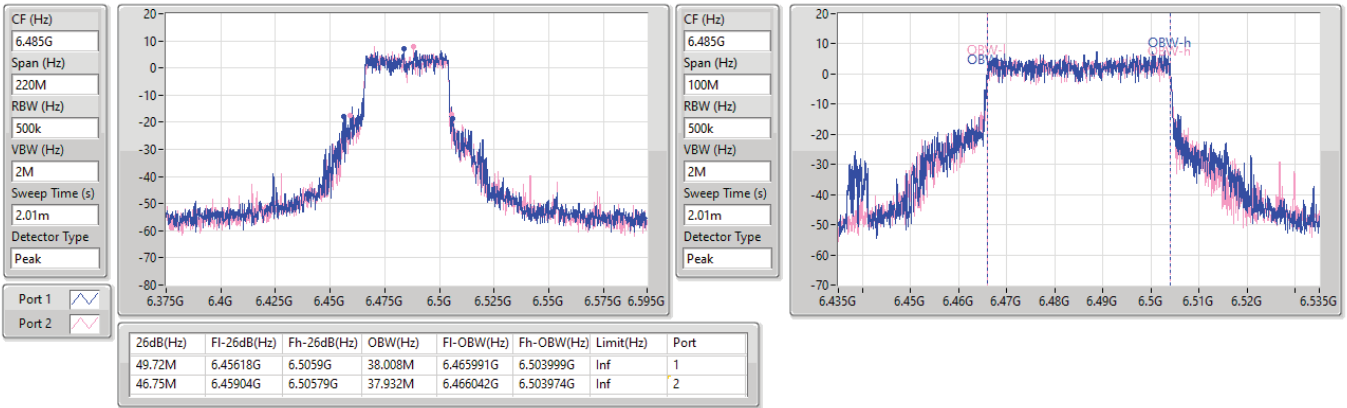 CF (Hz)
6.485G
Span (Hz)
220M
RBW (Hz)
500k
VBW (Hz)
2M
Sweep Time (s)
2.01m
Detector Type
Peak
Port 1
Port 2
20
10
0
-10
-20
-30
-40
-50
-60
-70
-80
6.375G 6.4G 6.425G 6.45G 6.475G 6.5G 6.525G 6.55G 6.575G 6.595G
CF (Hz)
6.485G
Span (Hz)
100M
RBW (Hz)
500k
VBW (Hz)
2M
Sweep Time (s)
2.01m
Detector Type
Peak
20
10
0
-10
-20
-30
-40
-50
-60
-70
OBW-l
OBW
OBW-h
OBW-h
6.435G 6.45G 6.46G 6.47G 6.48G 6.49G 6.5G 6.51G 6.52G 6.535G
26dB(Hz) Fl-26dB(Hz) Fh-26dB(Hz) OBW(Hz) Fl-OBW(Hz) Fh-OBW(Hz) Limit(Hz) Port
49.72M 6.45618G 6.5059G 38.008M 6.465991G 6.503999G Inf 1
46.75M 6.45904G 6.50579G 37.932M 6.466042G 6.503974G Inf 2